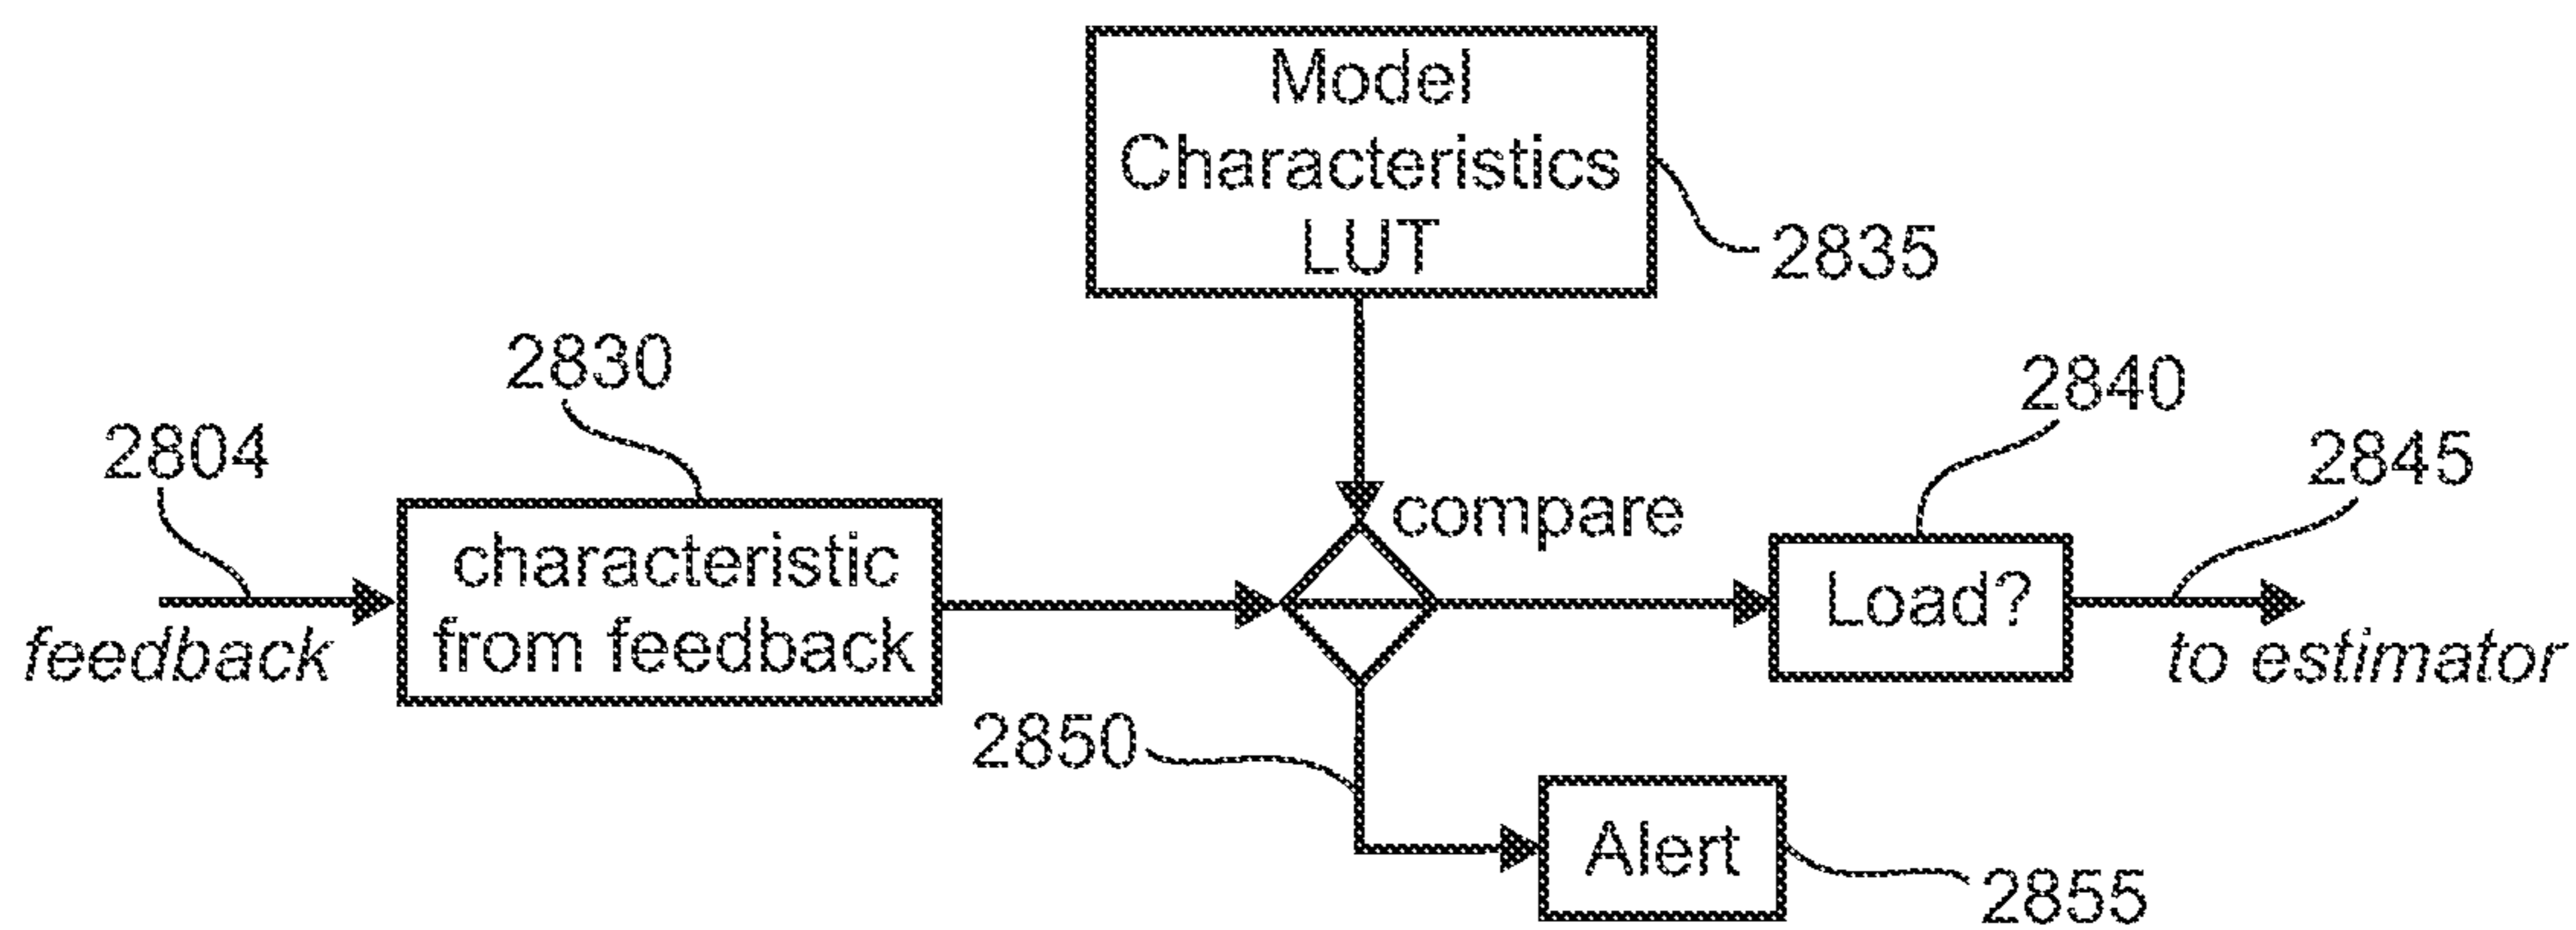 Model
Characteristics
LUT
2835
2830
2804
2840
2845
compare
characteristic
from feedback
Load?
feedback
to estimator
2850
Alert
2855